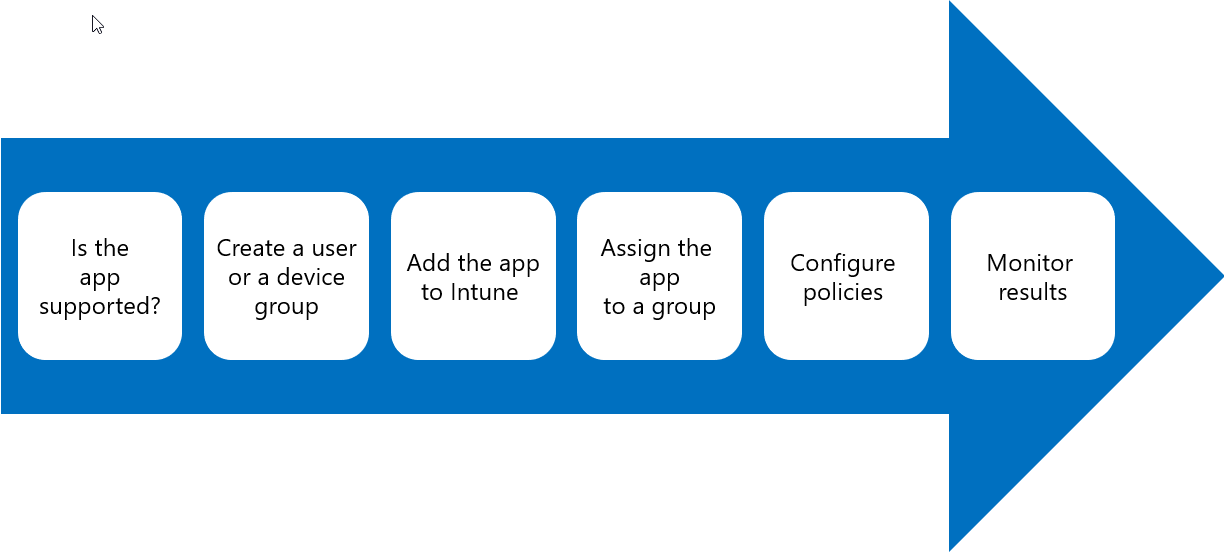 Is the
app
supported?
Create a user
or a device
group
Add the app
to Intune
Assign the
app
to a group
Configure
policies
Monitor
results